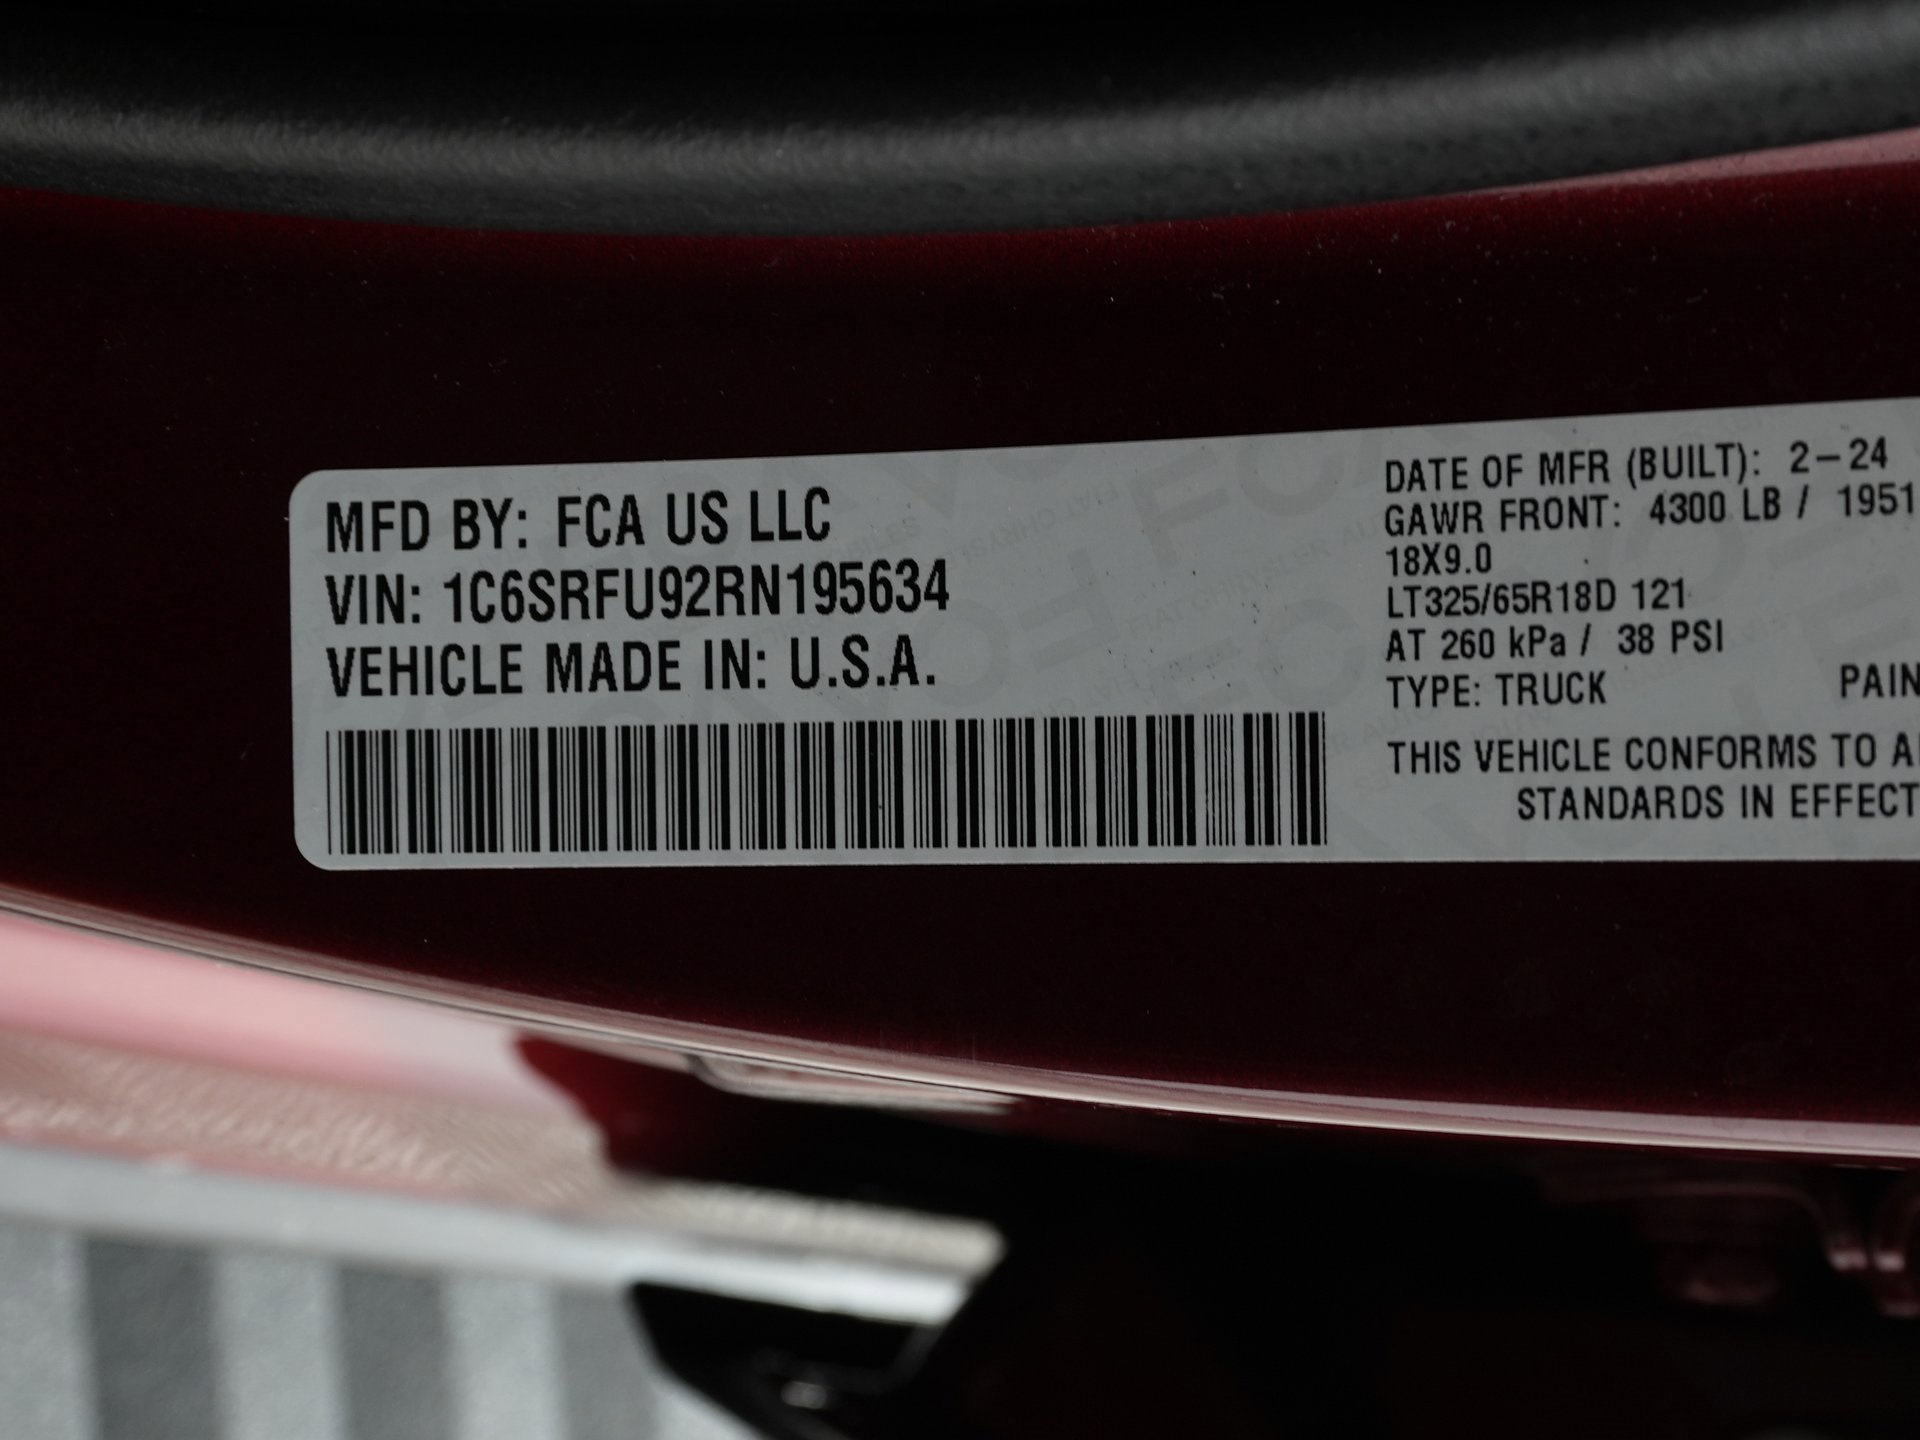 MFD BY: FCA US LLC
VIN: 1C6SRFU92RN195634
VEHICLE MADE IN: U.S.A.
DATE OF MFR (BUILT): 2-24
GAWR FRONT: 4300 LB / 1951
18X9.0
LT325/65R18D 121
AT 260 kPa / 38 PSI
TYPE: TRUCK PAIN
THIS VEHICLE CONFORMS TO A
STANDARDS IN EFFECT